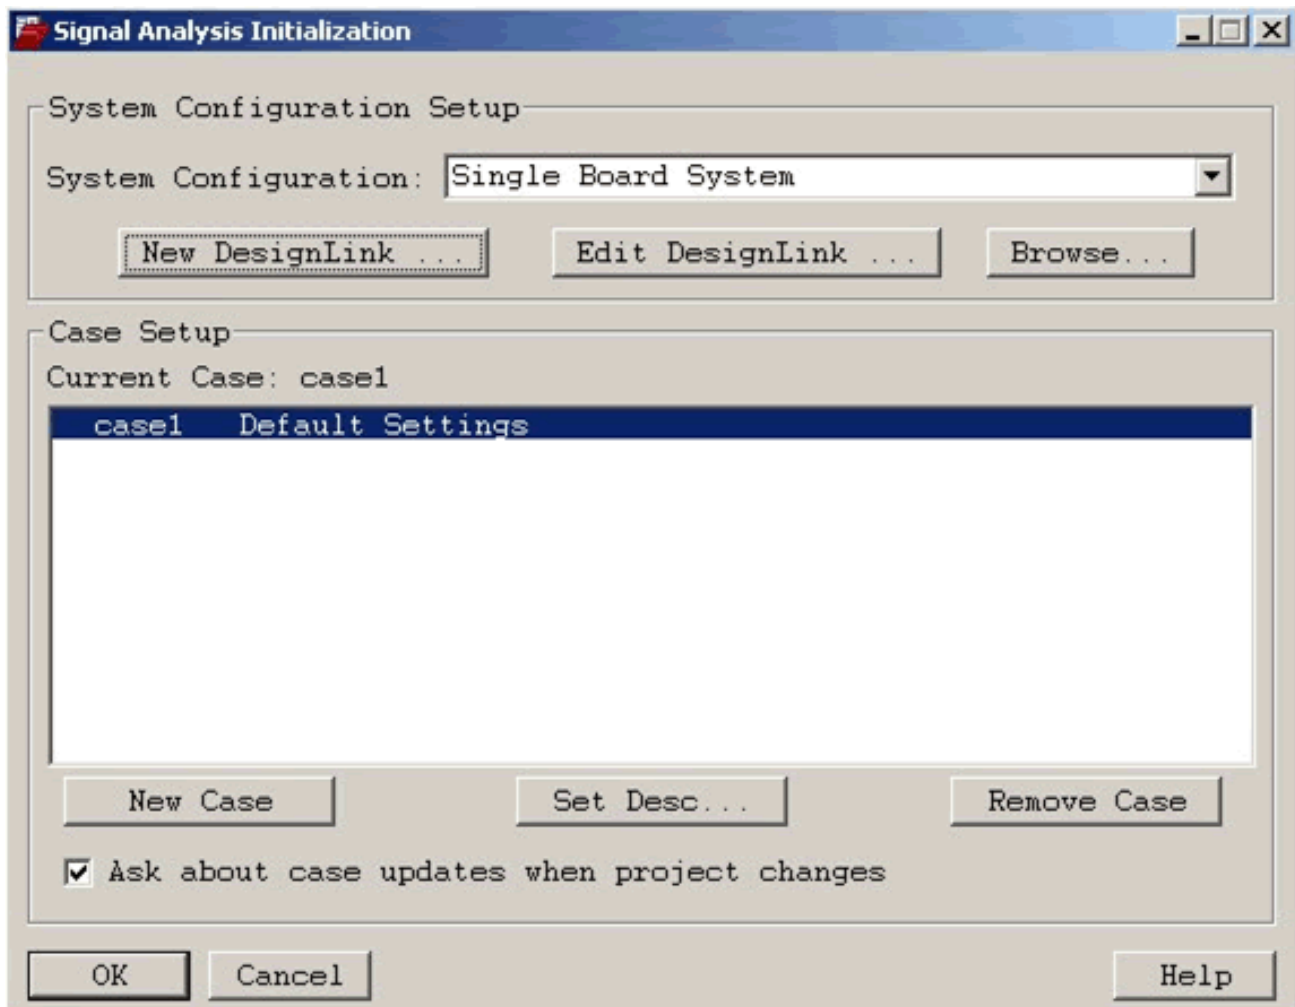 Signal Analysis Initialization
System Configuration Setup
System Configuration: Single Board System
New DesignLink ... Edit DesignLink ... Browse...
Case Setup
Current Case: case1
case1 Default Settings
New Case Set Desc... Remove Case
Ask about case updates when project changes
OK Cancel Help